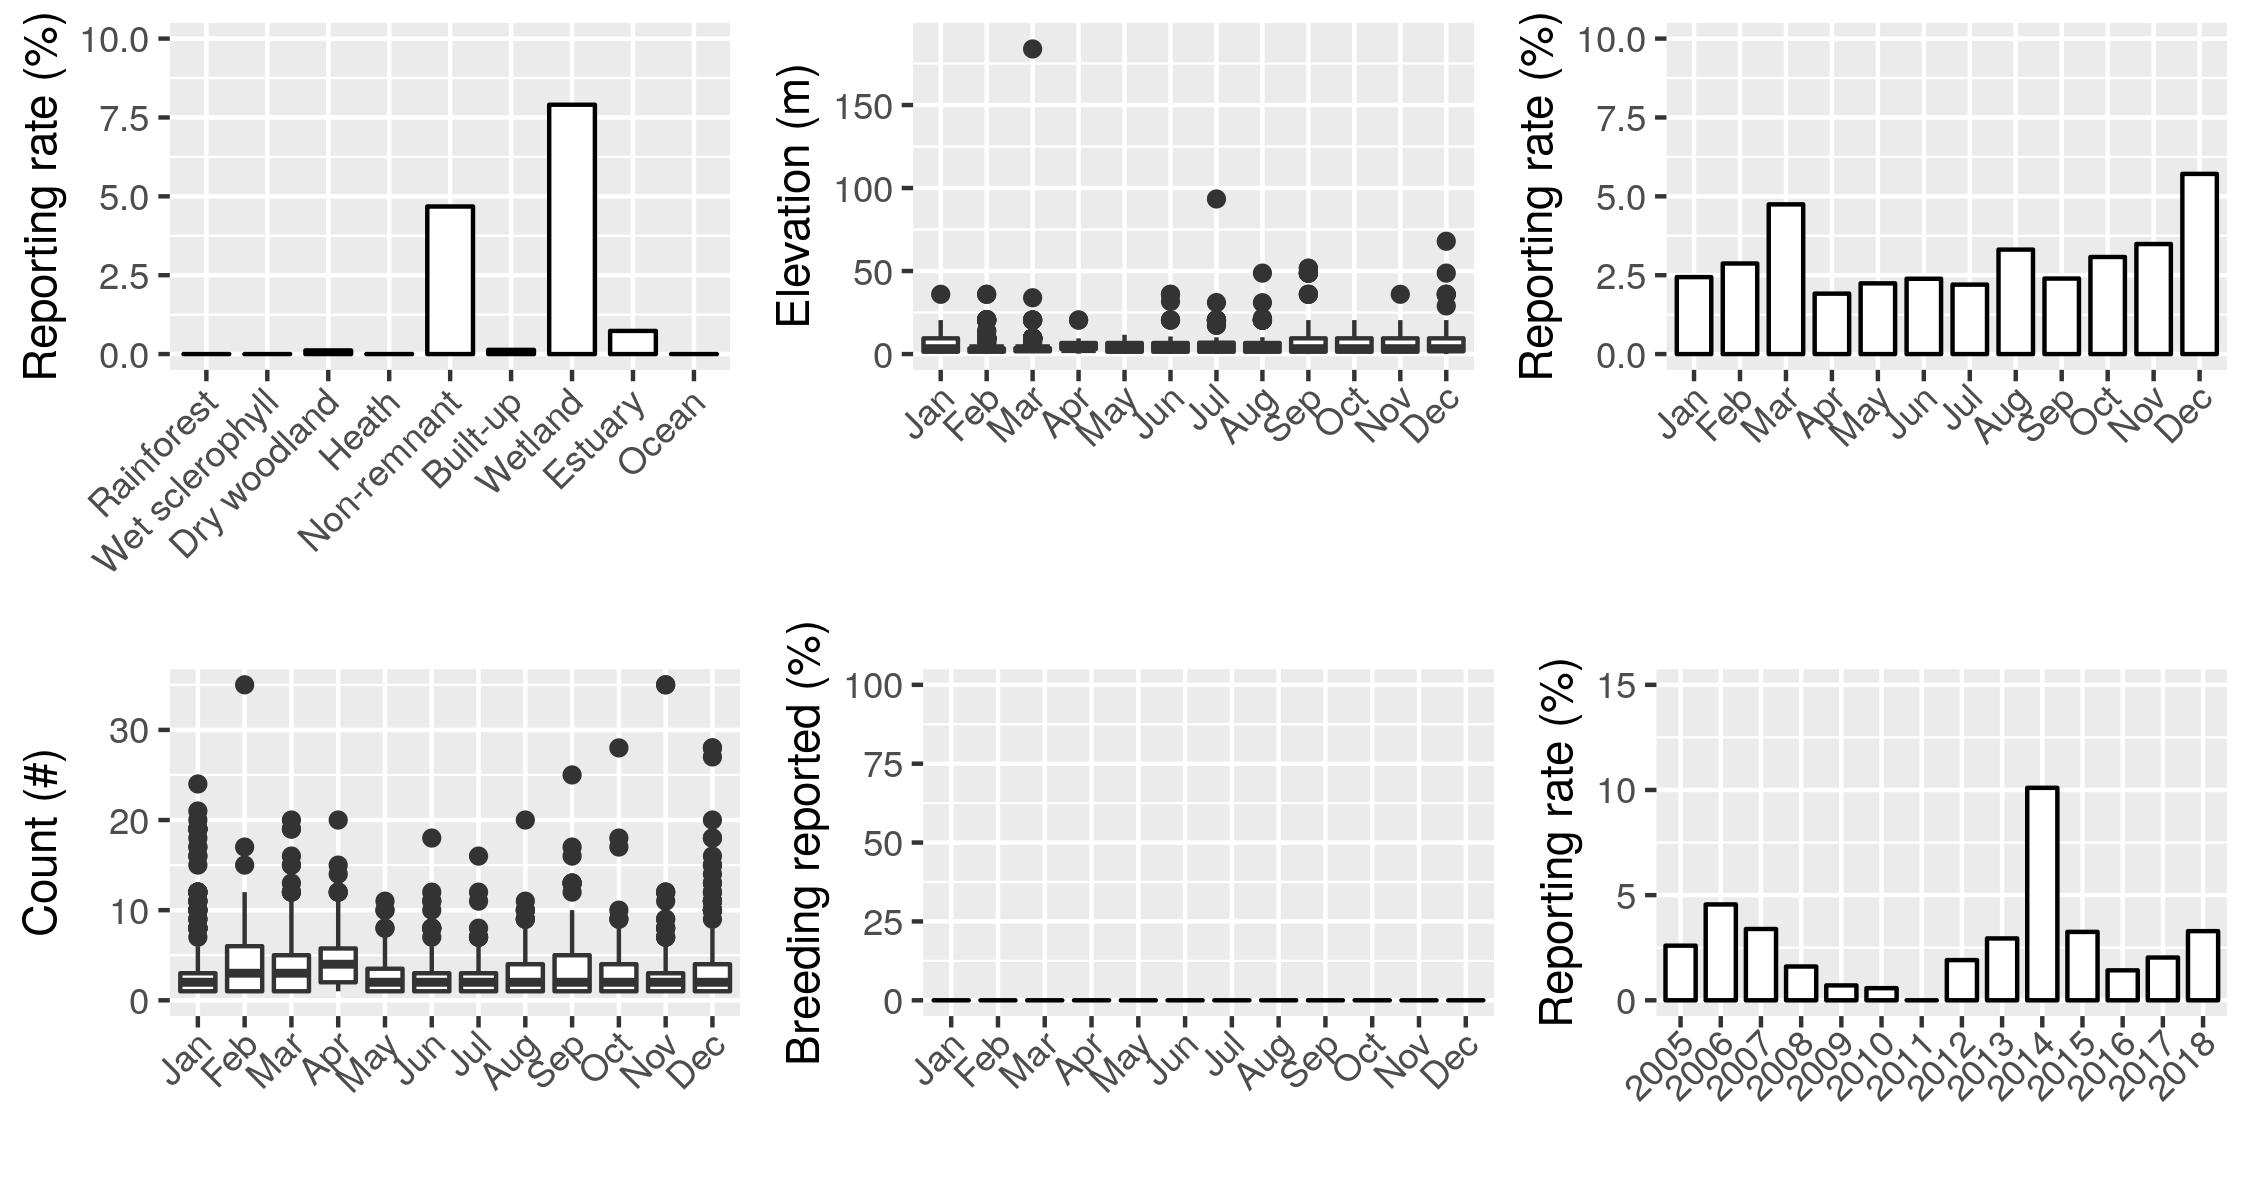 Reporting rate (%)
10.0
7.5
5.0
2.5
0.0
Rainforest
Wet sclerophyll
Dry woodland
Heath
Non-remnant
Built-up
Wetland
Estuary
Ocean
Elevation (m)
150
100
50
0
Jan
Feb
Mar
Apr
May
Jun
Jul
Aug
Sep
Oct
Nov
Dec
Reporting rate (%)
10.0
7.5
5.0
2.5
0.0
Jan
Feb
Mar
Apr
May
Jun
Jul
Aug
Sep
Oct
Nov
Dec
Count (#)
30
20
10
0
Jan
Feb
Mar
Apr
May
Jun
Jul
Aug
Sep
Oct
Nov
Dec
Breeding reported (%)
100
75
50
25
0
Jan
Feb
Mar
Apr
May
Jun
Jul
Aug
Sep
Oct
Nov
Dec
Reporting rate (%)
15
10
5
0
2005
2006
2007
2008
2009
2010
2011
2012
2013
2014
2015
2016
2017
2018